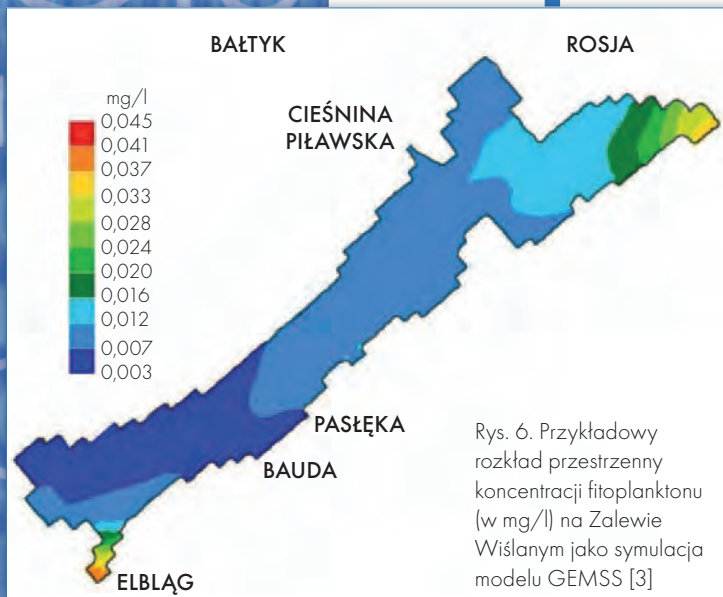 BAŁTYK
ROSJA
mg/l
0,045
0,041
0,037
0,033
0,028
0,024
0,020
0,016
0,012
0,007
0,003
CIEŚNINA
PIŁAWSKA
PASŁĘKA
BAUDA
ELBLĄG
Rys. 6. Przykładowy
rozkład przestrzenny
koncentracji fitoplanktonu
(w mg/l) na Zalewie
Wiślanym jako symulacja
modelu GEMSS [3]